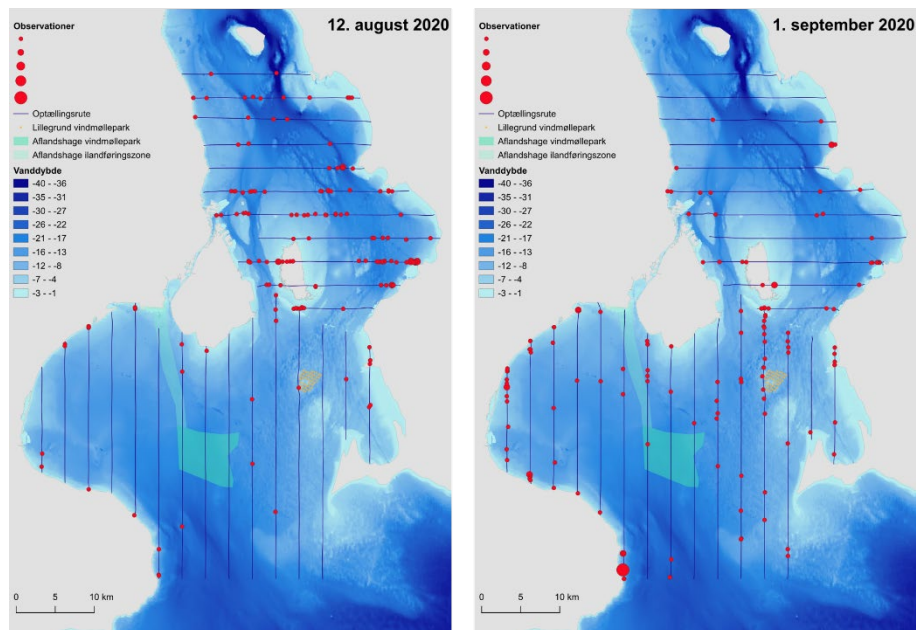 12. august 2020
Observationer
Optællingsrute
Lillegrund vindmøllepark
Aflandshage vindmøllepark
Aflandshage ilandføringszone
Vanddybde
-40 - -36
-35 - -31
-30 - -27
-26 - -22
-21 - -17
-16 - -13
-12 - -8
-7 - -4
-3 - -1
0 5 10 km
1. september 2020
Observationer
Optællingsrute
Lillegrund vindmøllepark
Aflandshage vindmøllepark
Aflandshage ilandføringszone
Vanddybde
-40 - -36
-35 - -31
-30 - -27
-26 - -22
-21 - -17
-16 - -13
-12 - -8
-7 - -4
-3 - -1
0 5 10 km